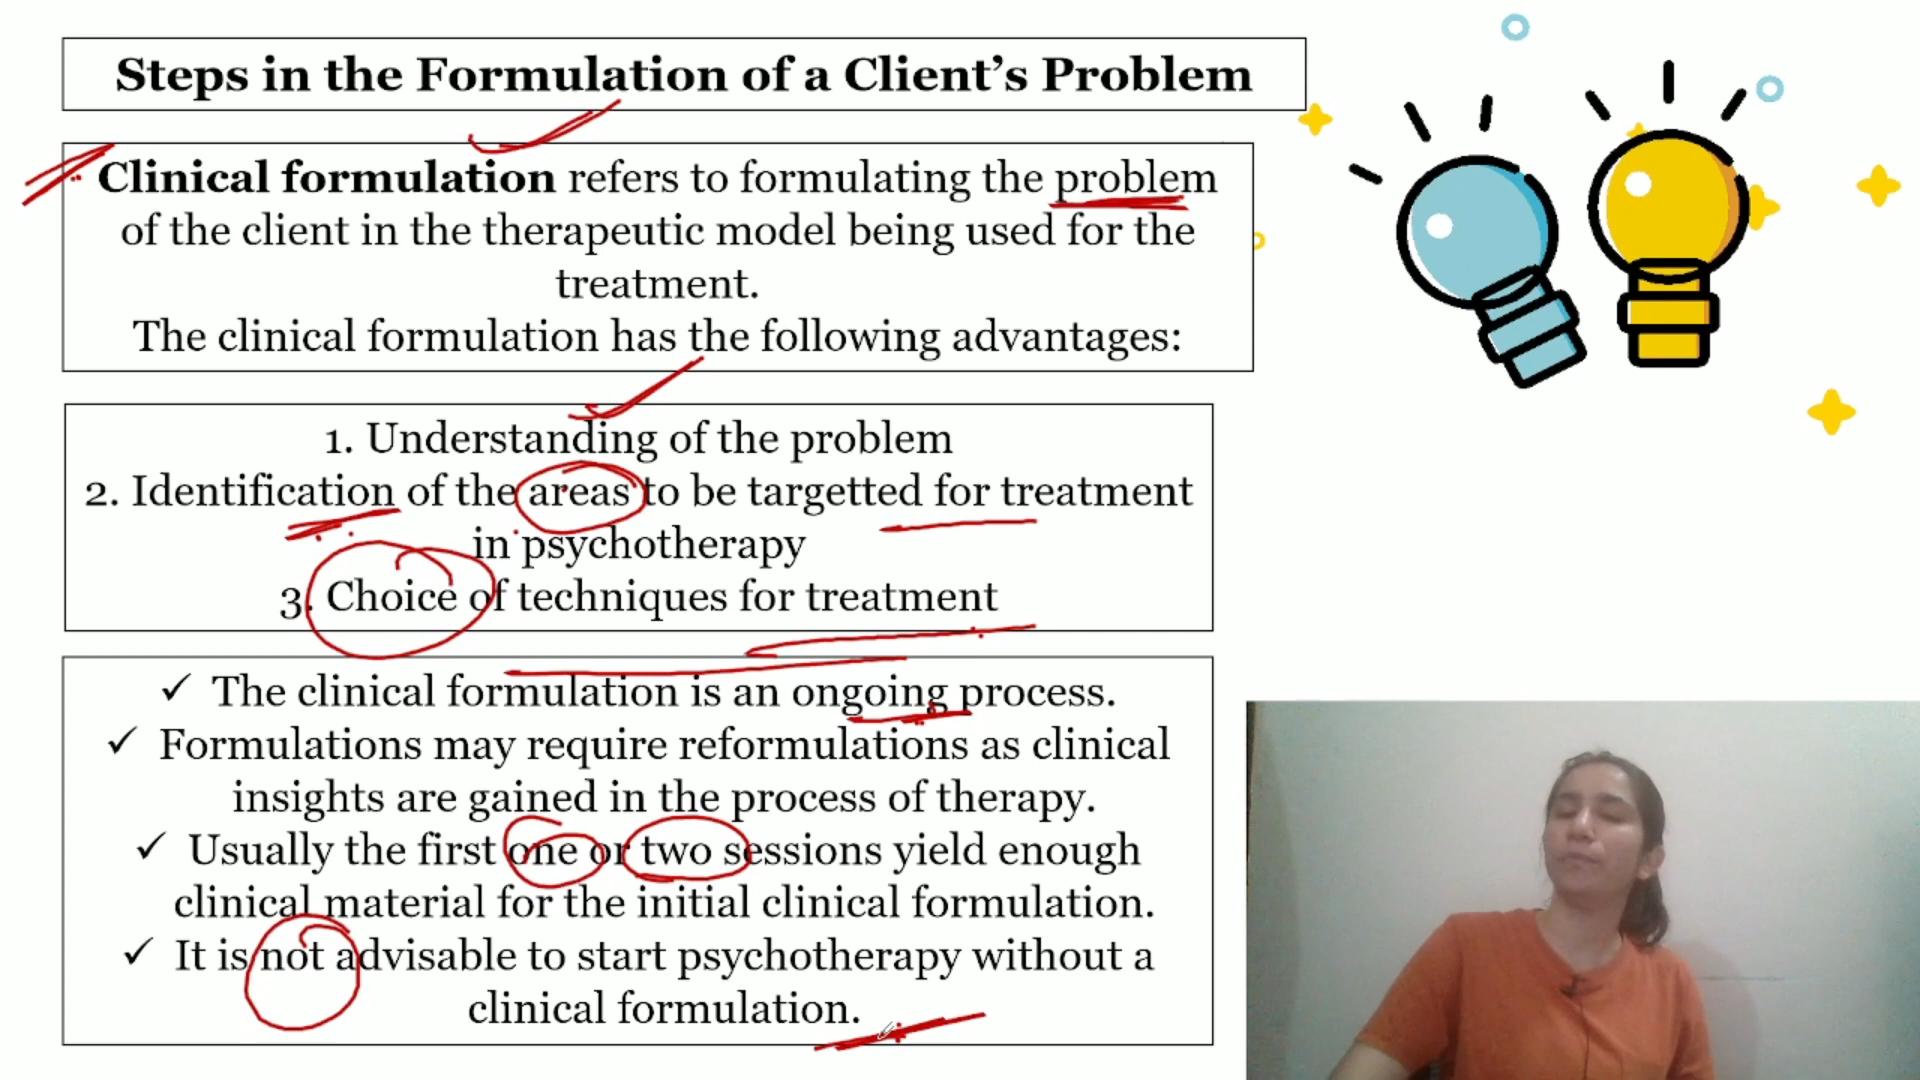 Steps in the Formulation of a Client's Problem
Clinical formulation refers to formulating the problem
of the client in the therapeutic model being used for the
treatment.
The clinical formulation has the following advantages:
1. Understanding of the problem
2. Identification of the areas to be targetted for treatment
in psychotherapy
3. Choice of techniques for treatment
✓ The clinical formulation is an ongoing process.
✓ Formulations may require reformulations as clinical
insights are gained in the process of therapy.
✓ Usually the first one or two sessions yield enough
clinical material for the initial clinical formulation.
✓ It is not advisable to start psychotherapy without a
clinical formulation.